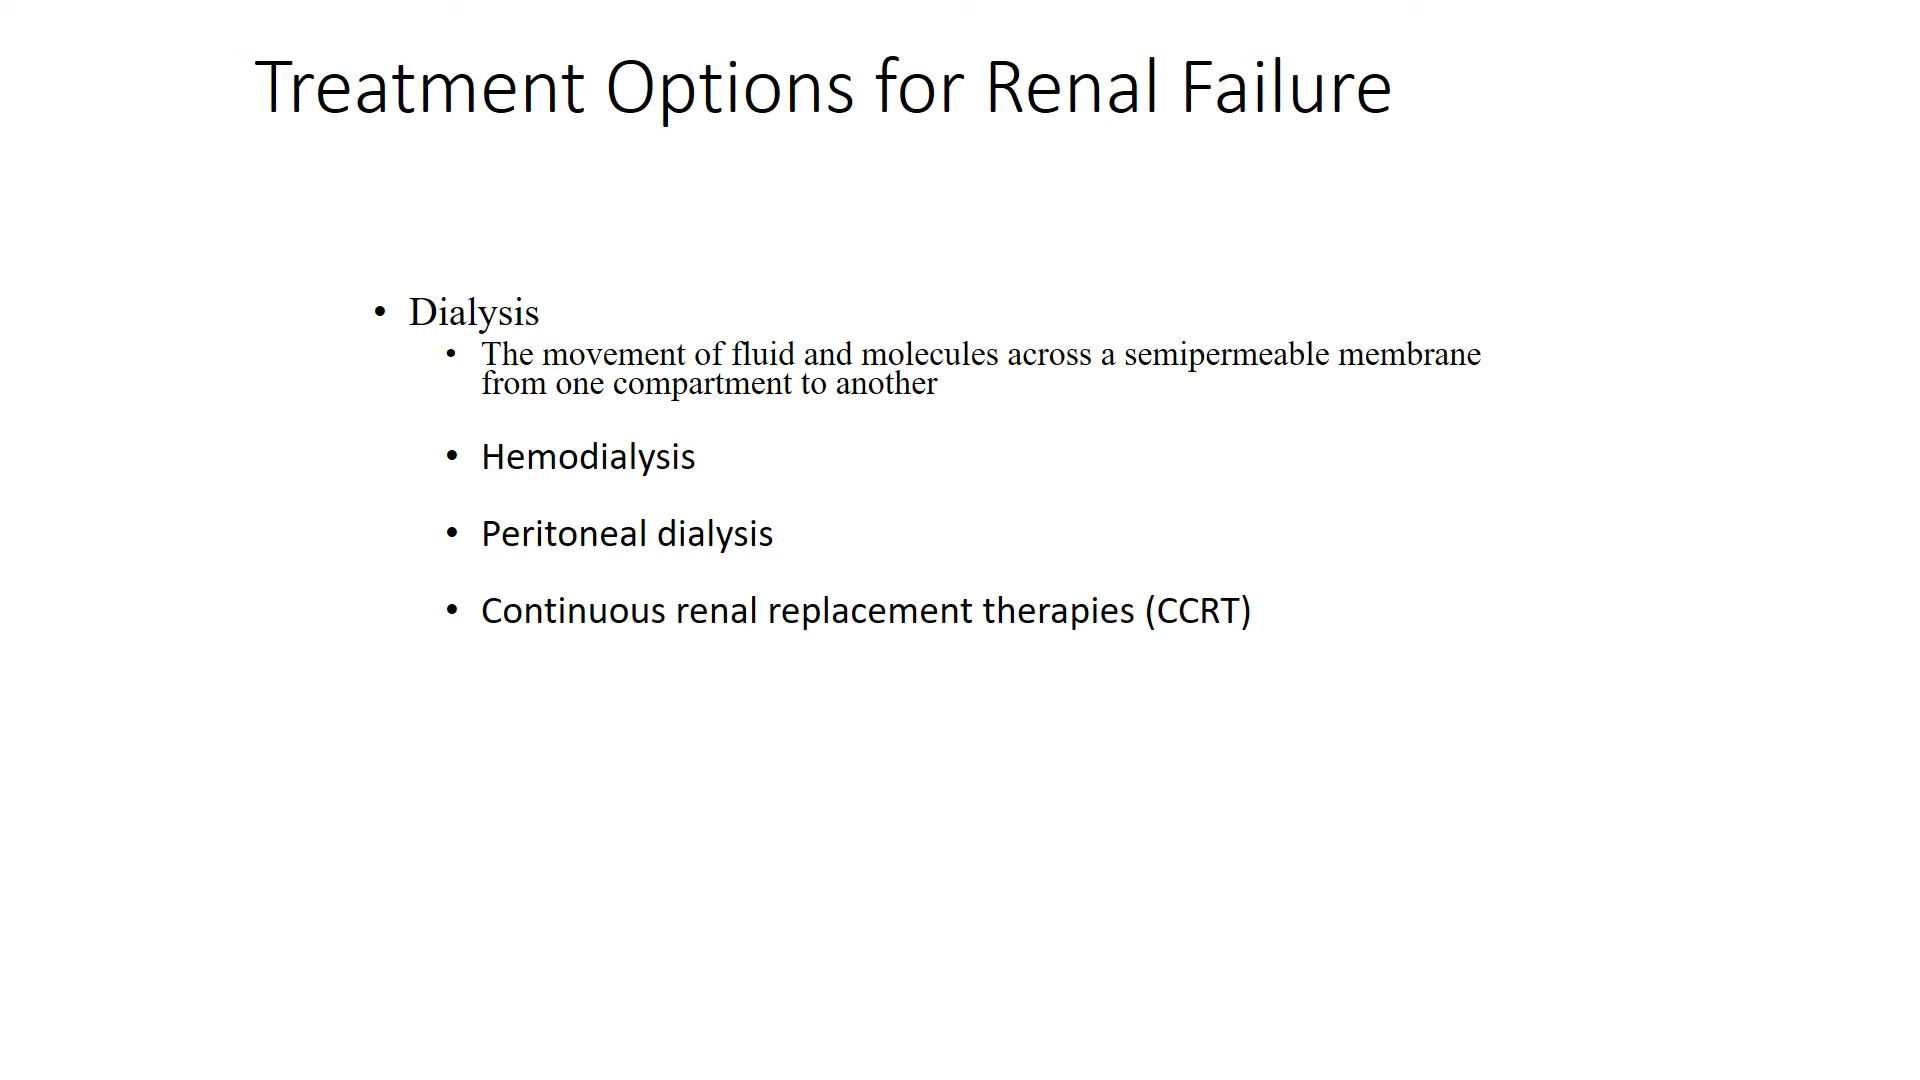 Treatment Options for Renal Failure
• Dialysis
• The movement of fluid and molecules across a semipermeable membrane
from one compartment to another
• Hemodialysis
• Peritoneal dialysis
• Continuous renal replacement therapies (CCRT)